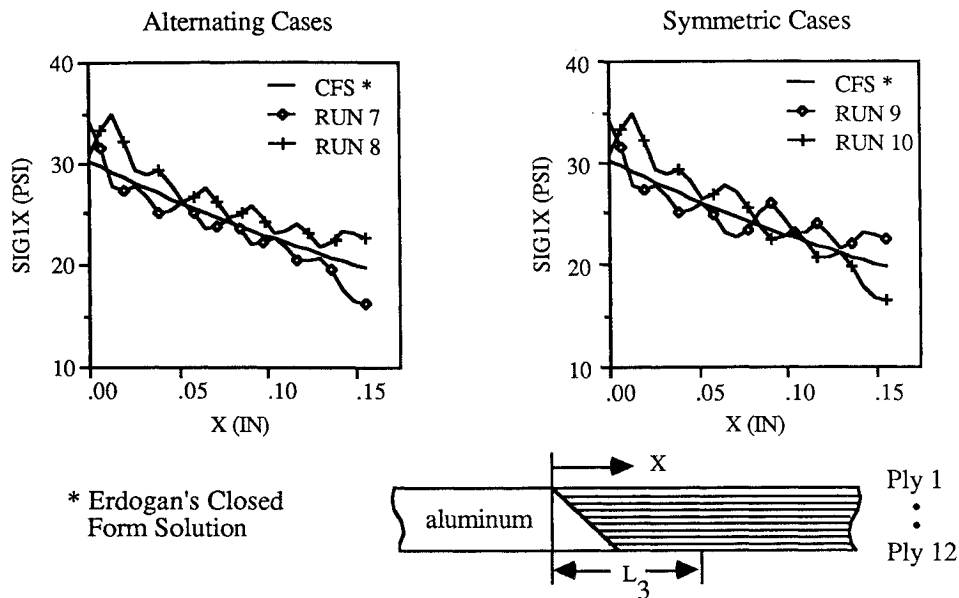 Alternating Cases
40
30
20
10
SIG1X (PSI)
CFS *
RUN 7
RUN 8
.00
.05
.10
.15
X (IN)
Symmetric Cases
40
30
20
10
SIG1X (PSI)
CFS *
RUN 9
RUN 10
.00
.05
.10
.15
X (IN)
* Erdogan's Closed
Form Solution
X
aluminum
L3
Ply 1
Ply 12